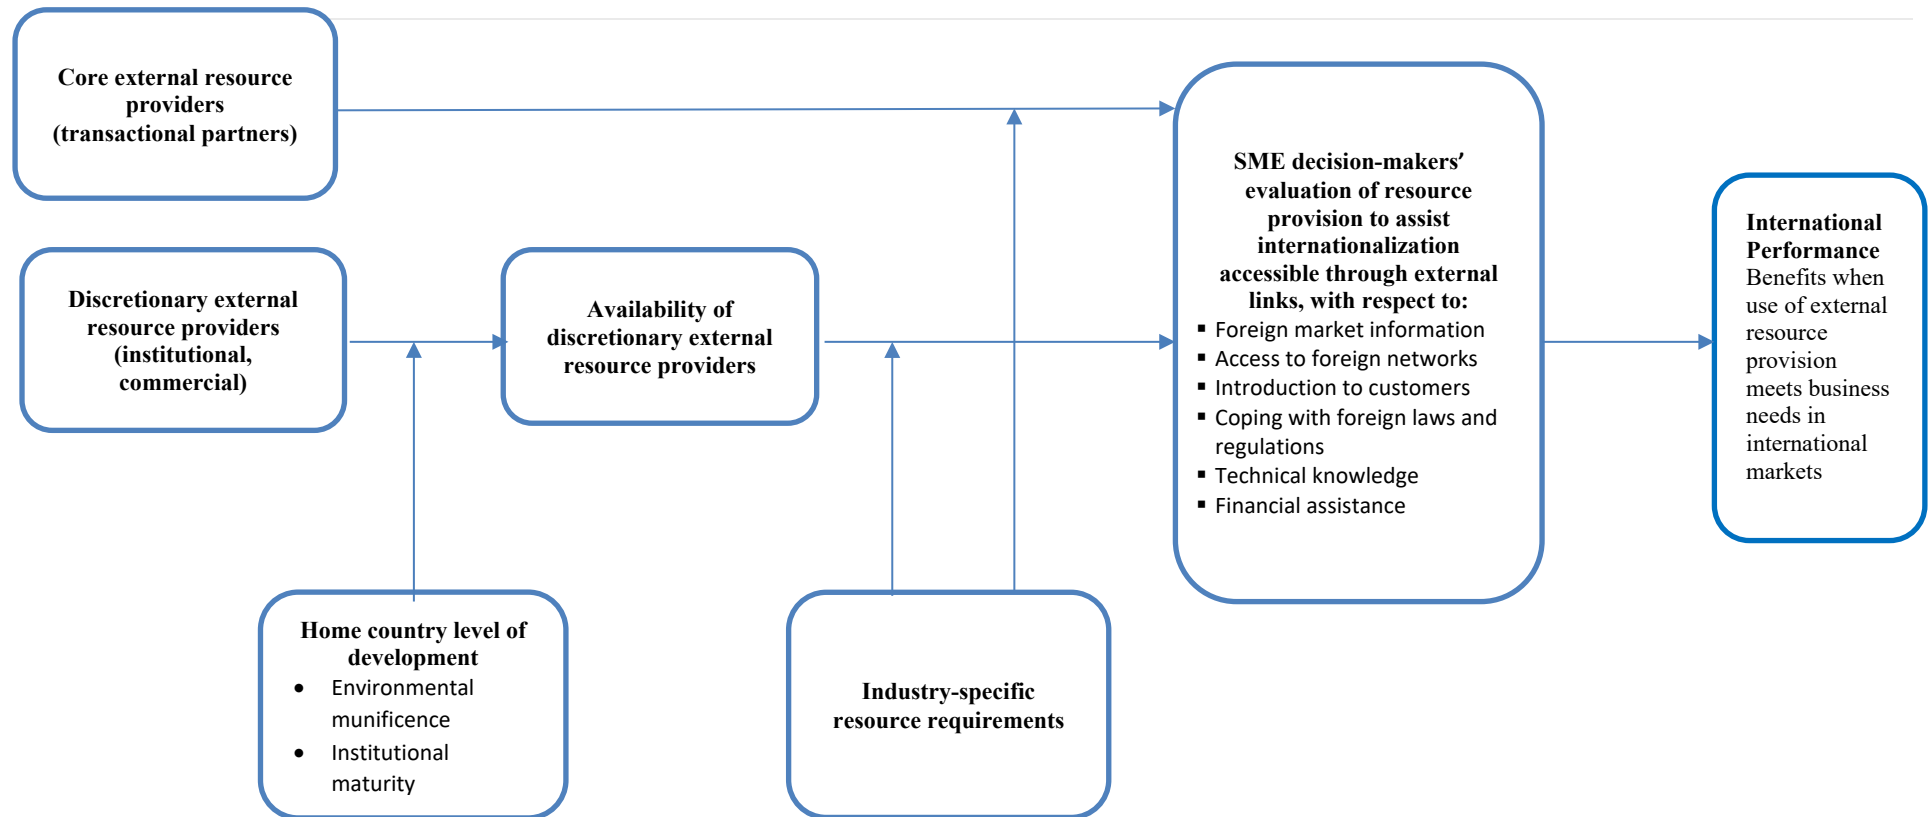 Core external resource
providers
(transactional partners)
Discretionary external
resource providers
(institutional,
commercial)
Availability of
discretionary external
resource providers
SME decision-makers’
evaluation of resource
provision to assist
internationalization
accessible through external
links, with respect to:
▪ Foreign market information
▪ Access to foreign networks
▪ Introduction to customers
▪ Coping with foreign laws and
regulations
▪ Technical knowledge
▪ Financial assistance
International
Performance
Benefits when
use of external
resource
provision
meets business
needs in
international
markets
Home country level of
development
• Environmental
munificence
• Institutional
maturity
Industry-specific
resource requirements